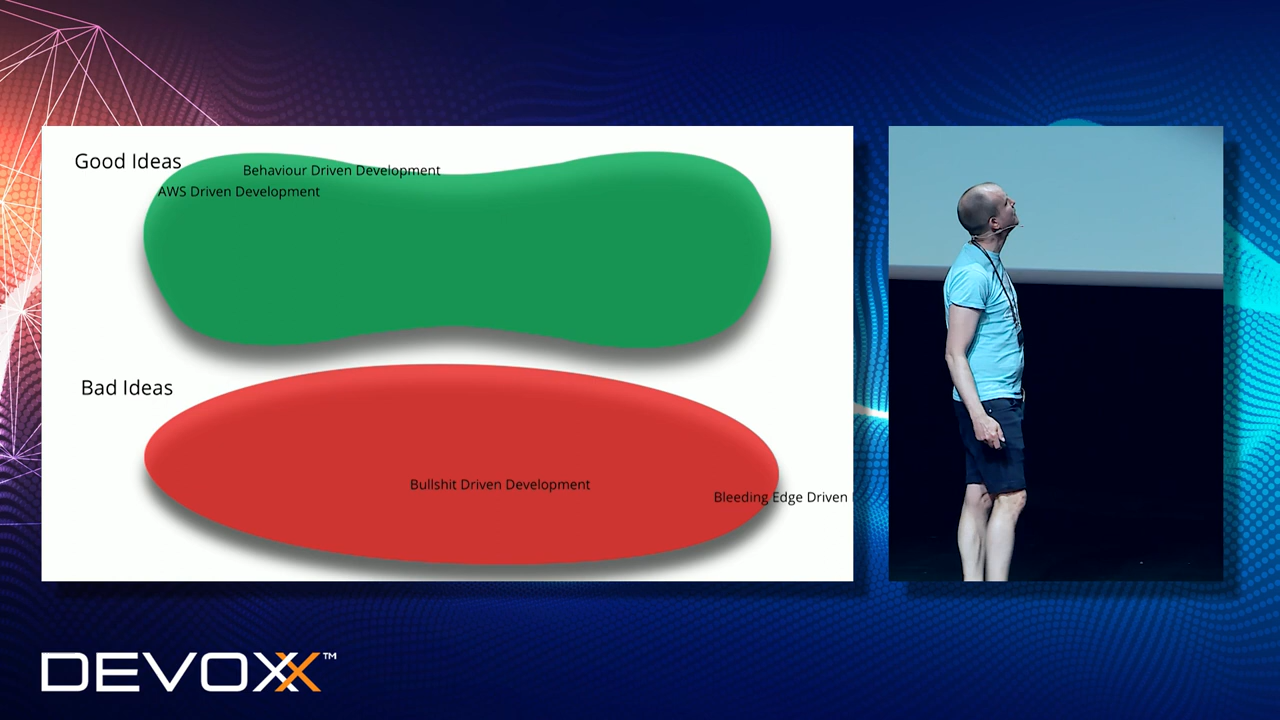 Good Ideas
Behaviour Driven Development
AWS Driven Development
Bad Ideas
Bullshit Driven Development
Bleeding Edge Driven
DEVOXX™